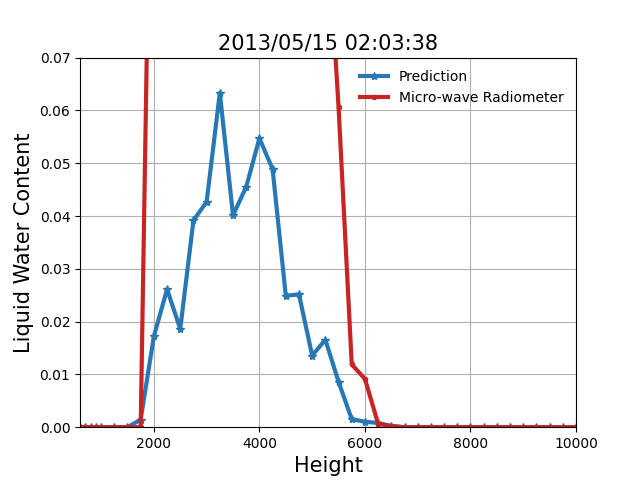 2013/05/15 02:03:38
Prediction
Micro-wave Radiometer
Liquid Water Content
0.07
0.06
0.05
0.04
0.03
0.02
0.01
0.00
2000 4000 6000 8000 10000
Height